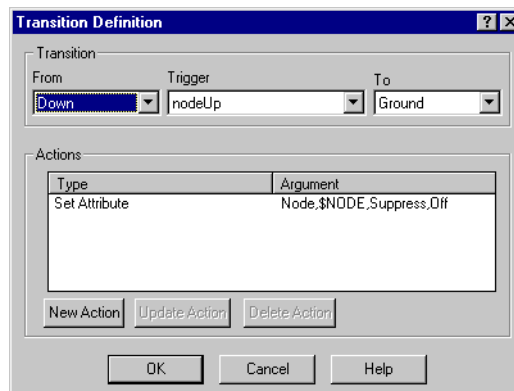 Transition Definition
Transition
From Trigger To
Down nodeUp Ground
Actions
Type Argument
Set Attribute Node,$NODE,Suppress,Off
New Action Update Action Delete Action
OK Cancel Help